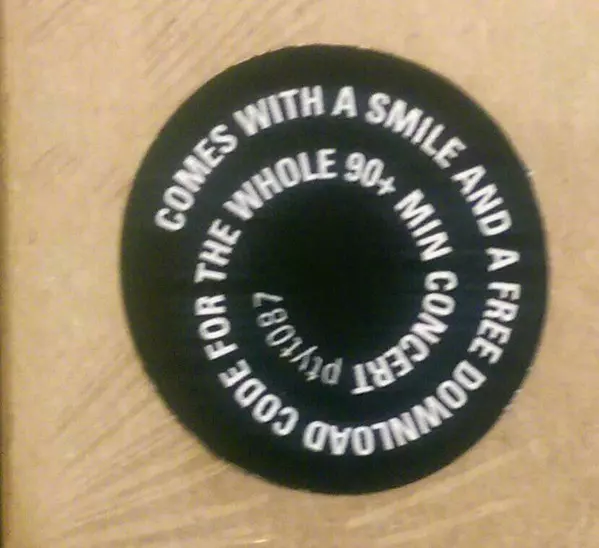 COMES WITH A SMILE AND A FREE DOWNLOAD CODE FOR THE WHOLE 90+ MIN CONCERT ptyt087